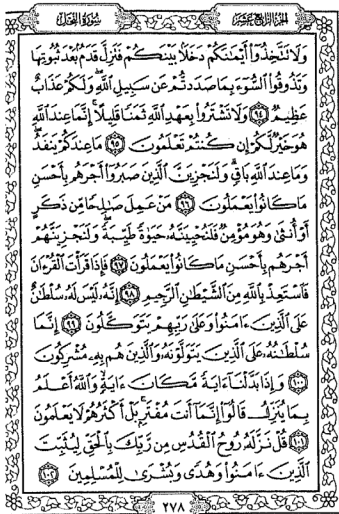 الجزء الرابع عشر
سورة النحل
وَلَا تَتَّخِذُوٓا۟ أَيْمَٰنَكُمْ دَخَلًۢا بَيْنَكُمْ فَتَزِلَّ قَدَمٌۢ بَعْدَ ثُبُوتِهَا
وَتَذُوقُوا۟ ٱلسُّوٓءَ بِمَا صَدَدتُّمْ عَن سَبِيلِ ٱللَّهِ وَلَكُمْ عَذَابٌ
عَظِيمٌ ٩٤ وَلَا تَشْتَرُوا۟ بِعَهْدِ ٱللَّهِ ثَمَنًا قَلِيلًا إِنَّمَا عِندَ ٱللَّهِ
هُوَ خَيْرٌ لَّكُمْ إِن كُنتُمْ تَعْلَمُونَ ٩٥ مَا عِندَكُمْ يَنفَدُ
وَمَا عِندَ ٱللَّهِ بَاقٍ وَلَنَجْزِيَنَّ ٱلَّذِينَ صَبَرُوٓا۟ أَجْرَهُم بِأَحْسَنِ
مَا كَانُوا۟ يَعْمَلُونَ ٩٦ مَنْ عَمِلَ صَٰلِحًا مِّن ذَكَرٍ
أَوْ أُنثَىٰ وَهُوَ مُؤْمِنٌ فَلَنُحْيِيَنَّهُۥ حَيَوٰةً طَيِّبَةً وَلَنَجْزِيَنَّهُمْ
أَجْرَهُم بِأَحْسَنِ مَا كَانُوا۟ يَعْمَلُونَ ٩٧ فَإِذَا قَرَأْتَ ٱلْقُرْءَانَ
فَٱسْتَعِذْ بِٱللَّهِ مِنَ ٱلشَّيْطَٰنِ ٱلرَّجِيمِ ٩٨ إِنَّهُۥ لَيْسَ لَهُۥ سُلْطَٰنٌ
عَلَى ٱلَّذِينَ ءَامَنُوا۟ وَعَلَىٰ رَبِّهِمْ يَتَوَكَّلُونَ ٩٩ إِنَّمَا
سُلْطَٰنُهُۥ عَلَى ٱلَّذِينَ يَتَوَلَّوْنَهُۥ وَٱلَّذِينَ هُم بِهِۦ مُشْرِكُونَ
١٠٠ وَإِذَا بَدَّلْنَآ ءَايَةً مَّكَانَ ءَايَةٍ وَٱللَّهُ أَعْلَمُ
بِمَا يُنَزِّلُ قَالُوٓا۟ إِنَّمَآ أَنتَ مُفْتَرٍۭ بَلْ أَكْثَرُهُمْ لَا يَعْلَمُونَ
١٠١ قُلْ نَزَّلَهُۥ رُوحُ ٱلْقُدُسِ مِن رَّبِّكَ بِٱلْحَقِّ لِيُثَبِّتَ
ٱلَّذِينَ ءَامَنُوا۟ وَهُدًى وَبُشْرَىٰ لِلْمُسْلِمِينَ ١٠٢
٢٧٨